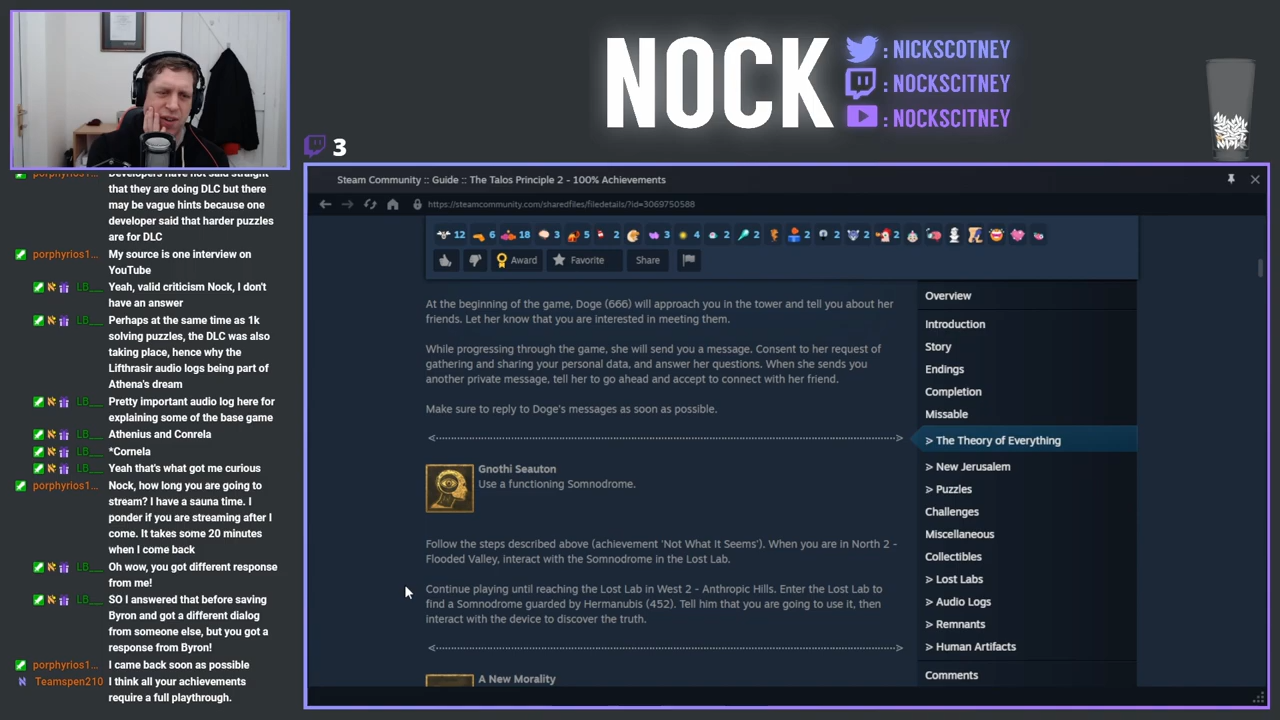 NOCK
: NICKSCOTNEY
: NOCKSCITNEY
: NOCKSCITNEY
3
Developers have not said straight
that they are doing DLC but there
may be vague hints because one
developer said that harder puzzles
are for DLC
porphyrios1... My source is one interview on
YouTube
LB__ Yeah, valid criticism Nock, I don't
have an answer
LB__ Perhaps at the same time as 1k
solving puzzles, the DLC was also
taking place, hence why the
Lifthrasir audio logs being part of
Athena's dream
LB__ Pretty important audio log here for
explaining some of the base game
LB__ Athenius and Conrela
LB__ *Cornela
LB__ Yeah that's what got me curious
porphyrios1... Nock, how long you are going to
stream? I have a sauna time. I
ponder if you are streaming after I
come. It takes some 20 minutes
when I come back
LB__ Oh wow, you got different response
from me!
LB__ SO I answered that before saving
Byron and got a different dialog
from someone else, but you got a
response from Byron!
porphyrios1... I came back soon as possible
N Teamspen210 I think all your achievements
require a full playthrough.
Steam Community :: Guide :: The Talos Principle 2 - 100% Achievements
https://steamcommunity.com/sharedfiles/filedetails/?id=3069750588
12 6 18 3 5 2 2 3 4 2 2 2 2 2 2 2
Award Favorite Share
At the beginning of the game, Doge (666) will approach you in the tower and tell you about her
friends. Let her know that you are interested in meeting them.
While progressing through the game, she will send you a message. Consent to her request of
gathering and sharing your personal data, and answer her questions. When she sends you
another private message, tell her to go ahead and accept to connect with her friend.
Make sure to reply to Doge's messages as soon as possible.
Gnothi Seauton
Use a functioning Somnodrome.
Follow the steps described above (achievement 'Not What It Seems'). When you are in North 2 -
Flooded Valley, interact with the Somnodrome in the Lost Lab.
Continue playing until reaching the Lost Lab in West 2 - Anthropic Hills. Enter the Lost Lab to
find a Somnodrome guarded by Hermanubis (452). Tell him that you are going to use it, then
interact with the device to discover the truth.
A New Morality
Overview
Introduction
Story
Endings
Completion
Missable
> The Theory of Everything
> New Jerusalem
> Puzzles
Challenges
Miscellaneous
Collectibles
> Lost Labs
> Audio Logs
> Remnants
> Human Artifacts
Comments